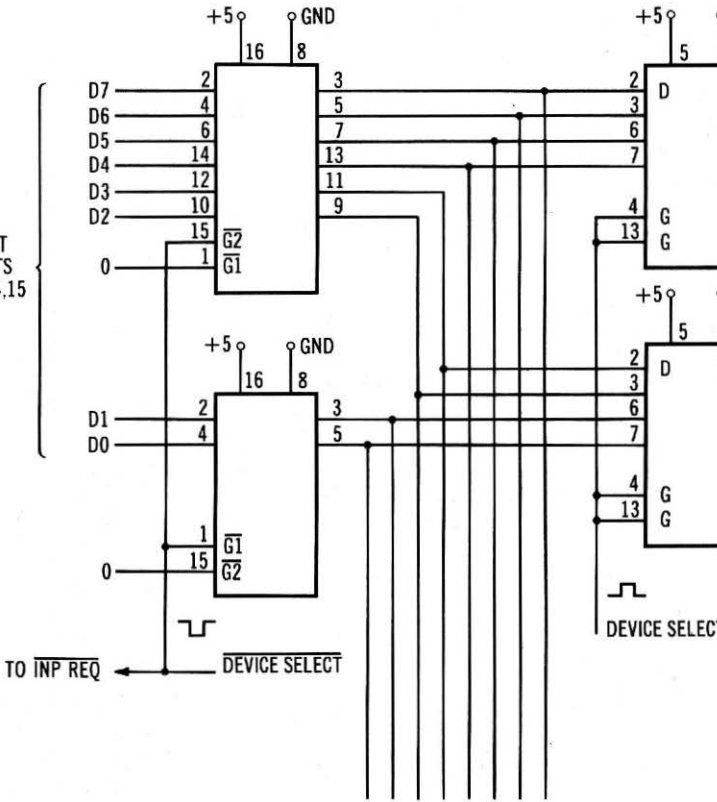 +5 GND +5
16 8 5
D7 2 3 2 D
D6 4 5 3
D5 6 7 6
D4 14 13 7
D3 12 11
D2 10 9 4 G
15 G2 13 G
0 1 G1
,15
+5 GND +5
16 8 5
2 D
3
D1 2 3 6
D0 4 5 7
4 G
13 G
1 G1
0 15 G2
DEVICE SELECT
TO INP REQ DEVICE SELECT